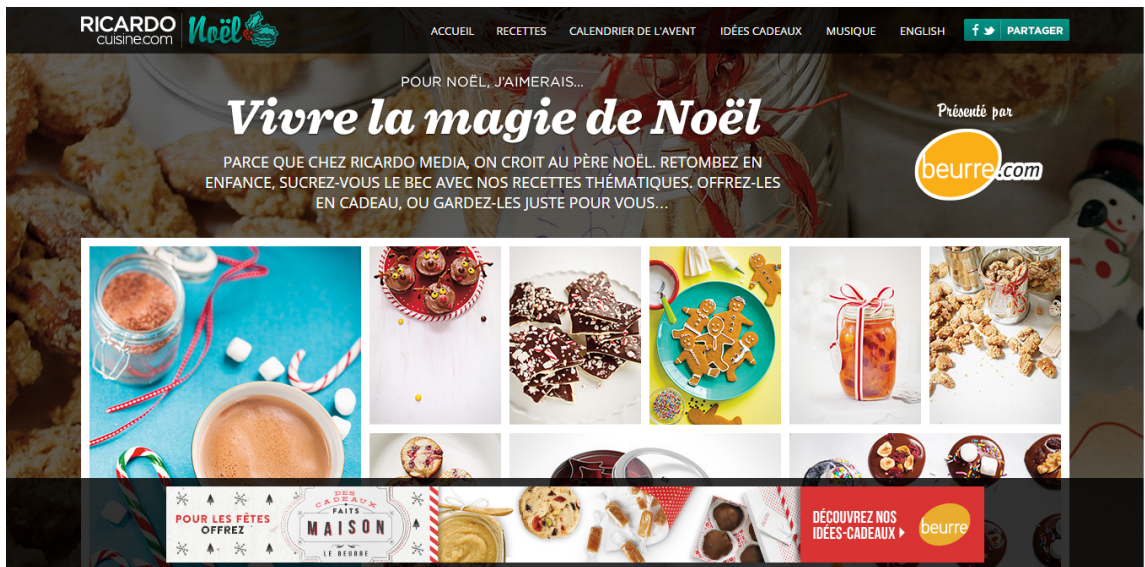 RICARDO
cuisine.com
Noël
ACCUEIL RECETTES CALENDRIER DE L'AVENT IDÉES CADEAUX MUSIQUE ENGLISH PARTAGER
POUR NOËL, J'AIMERAIS...
Vivre la magie de Noël
PARCE QUE CHEZ RICARDO MEDIA, ON CROIT AU PÈRE NOËL. RETOMBEZ EN
ENFANCE, SUCREZ-VOUS LE BEC AVEC NOS RECETTES THÉMATIQUES. OFFREZ-LES
EN CADEAU, OU GARDEZ-LES JUSTE POUR VOUS...
Présenté par
beurre.com
POUR LES FÊTES
OFFREZ
DES
CADEAUX
FAITS
MAISON
LE BEURRE
DÉCOUVREZ NOS
IDÉES-CADEAUX
beurre